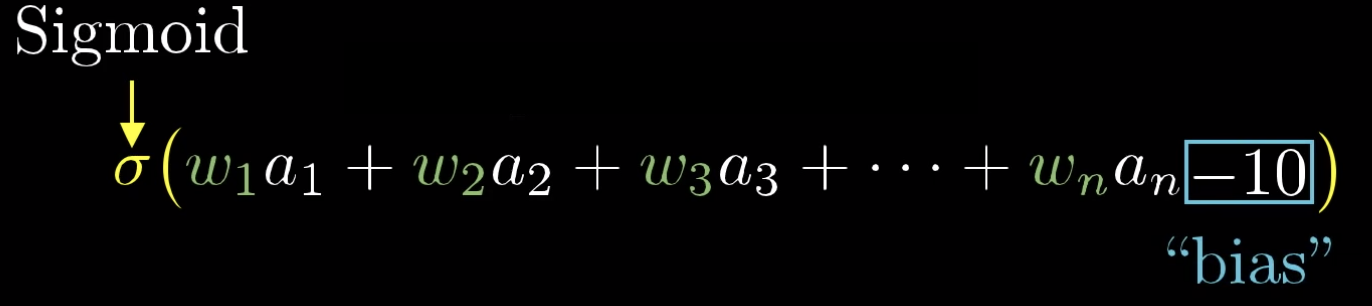 Sigmoid
σ(w₁a₁ + w₂a₂ + w₃a₃ + ··· + wₙaₙ −10)
“bias”